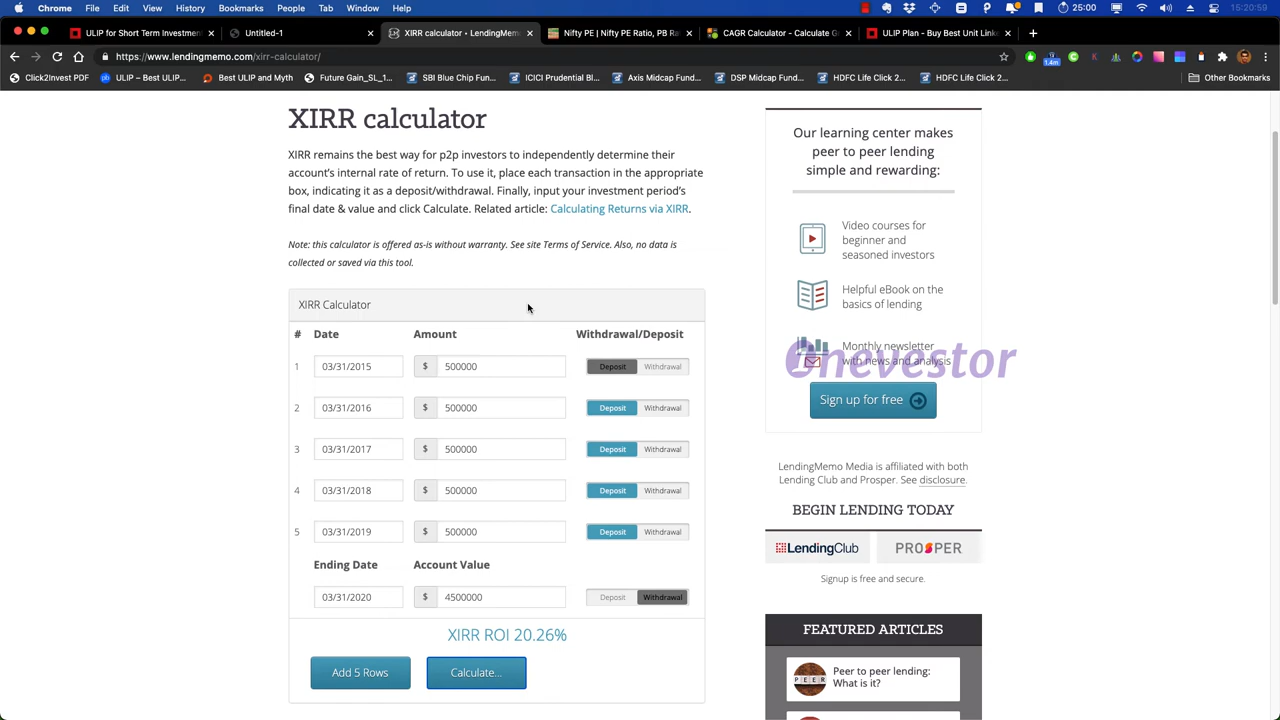 Chrome File Edit View History Bookmarks People Tab Window Help
25:00 15:20:59
ULIP for Short Term Investment
Untitled-1
XIRR calculator • LendingMemo
Nifty PE | Nifty PE Ratio, PB Ra
CAGR Calculator - Calculate G
ULIP Plan - Buy Best Unit Link
https://www.lendingmemo.com/xirr-calculator/
1.4m
Click2Invest PDF
ULIP – Best ULIP...
Best ULIP and Myth
Future Gain_SL_1...
SBI Blue Chip Fun...
ICICI Prudential Bl...
Axis Midcap Fund...
DSP Midcap Fund...
HDFC Life Click 2...
HDFC Life Click 2...
Other Bookmarks
XIRR calculator
XIRR remains the best way for p2p investors to independently determine their
account's internal rate of return. To use it, place each transaction in the appropriate
box, indicating it as a deposit/withdrawal. Finally, input your investment period's
final date & value and click Calculate. Related article: Calculating Returns via XIRR.
Note: this calculator is offered as-is without warranty. See site Terms of Service. Also, no data is
collected or saved via this tool.
XIRR Calculator
# Date Amount Withdrawal/Deposit
1 03/31/2015 $ 500000 Deposit Withdrawal
2 03/31/2016 $ 500000 Deposit Withdrawal
3 03/31/2017 $ 500000 Deposit Withdrawal
4 03/31/2018 $ 500000 Deposit Withdrawal
5 03/31/2019 $ 500000 Deposit Withdrawal
Ending Date Account Value
03/31/2020 $ 4500000 Deposit Withdrawal
XIRR ROI 20.26%
Add 5 Rows Calculate...
Our learning center makes
peer to peer lending
simple and rewarding:
Video courses for
beginner and
seasoned investors
Helpful eBook on the
basics of lending
Monthly newsletter
with news and analysis
Onevestor
Sign up for free
LendingMemo Media is affiliated with both
Lending Club and Prosper. See disclosure.
BEGIN LENDING TODAY
LendingClub PROSPER
Signup is free and secure.
FEATURED ARTICLES
PEER
Peer to peer lending:
What is it?